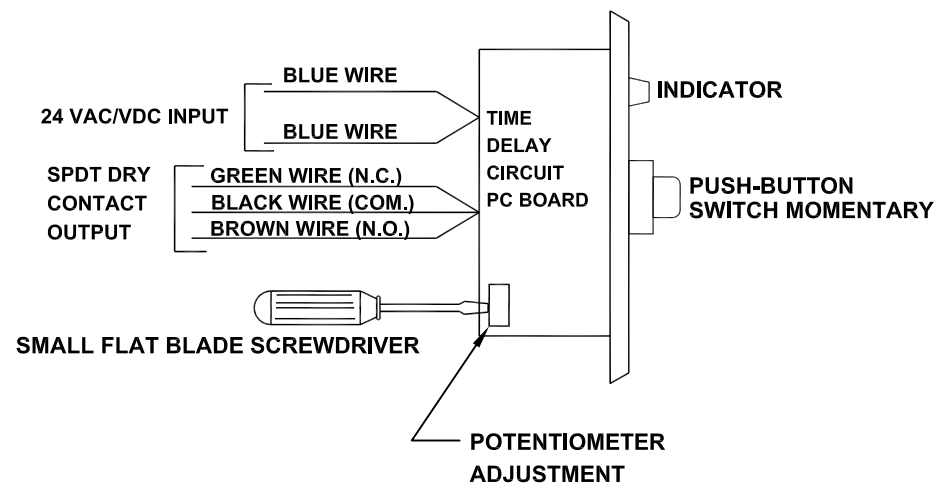 BLUE WIRE
24 VAC/VDC INPUT
BLUE WIRE
SPDT DRY
CONTACT
OUTPUT
GREEN WIRE (N.C.)
BLACK WIRE (COM.)
BROWN WIRE (N.O.)
TIME
DELAY
CIRCUIT
PC BOARD
INDICATOR
PUSH-BUTTON
SWITCH MOMENTARY
SMALL FLAT BLADE SCREWDRIVER
POTENTIOMETER
ADJUSTMENT